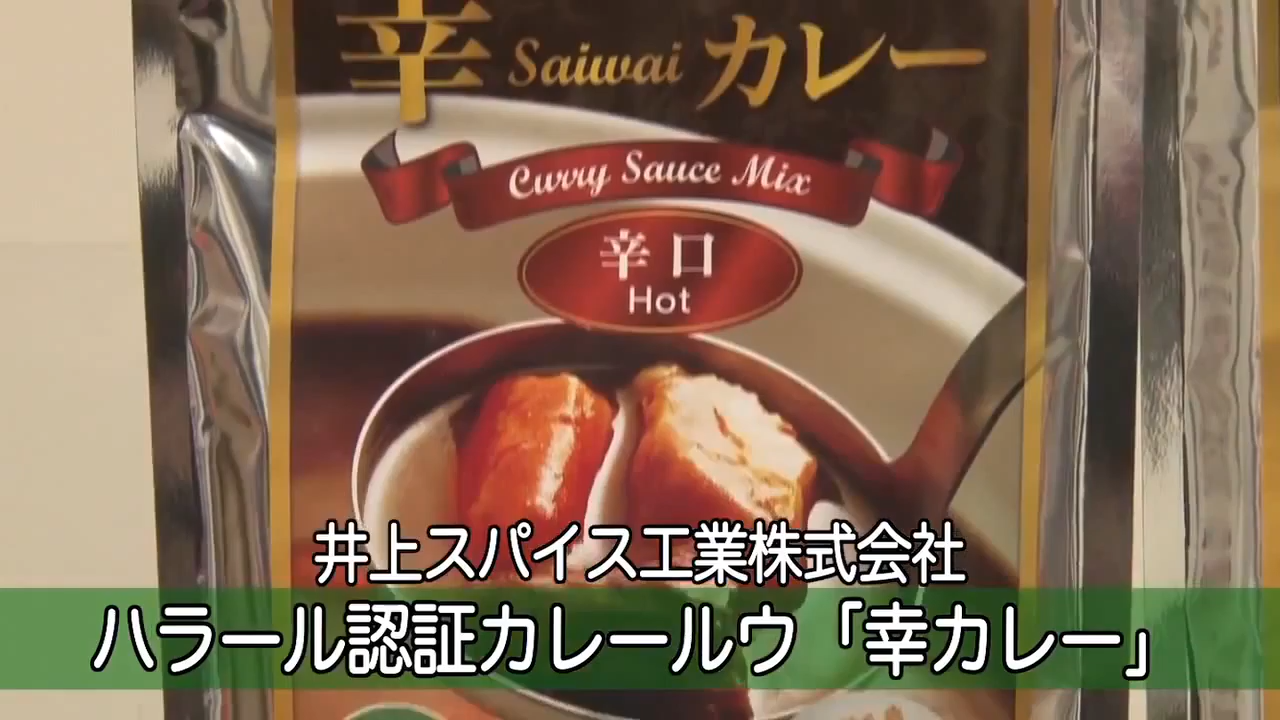 幸 Saiwai カレー
Curry Sauce Mix
辛口
Hot
井上スパイス工業株式会社
ハラール認証カレールウ「幸カレー」